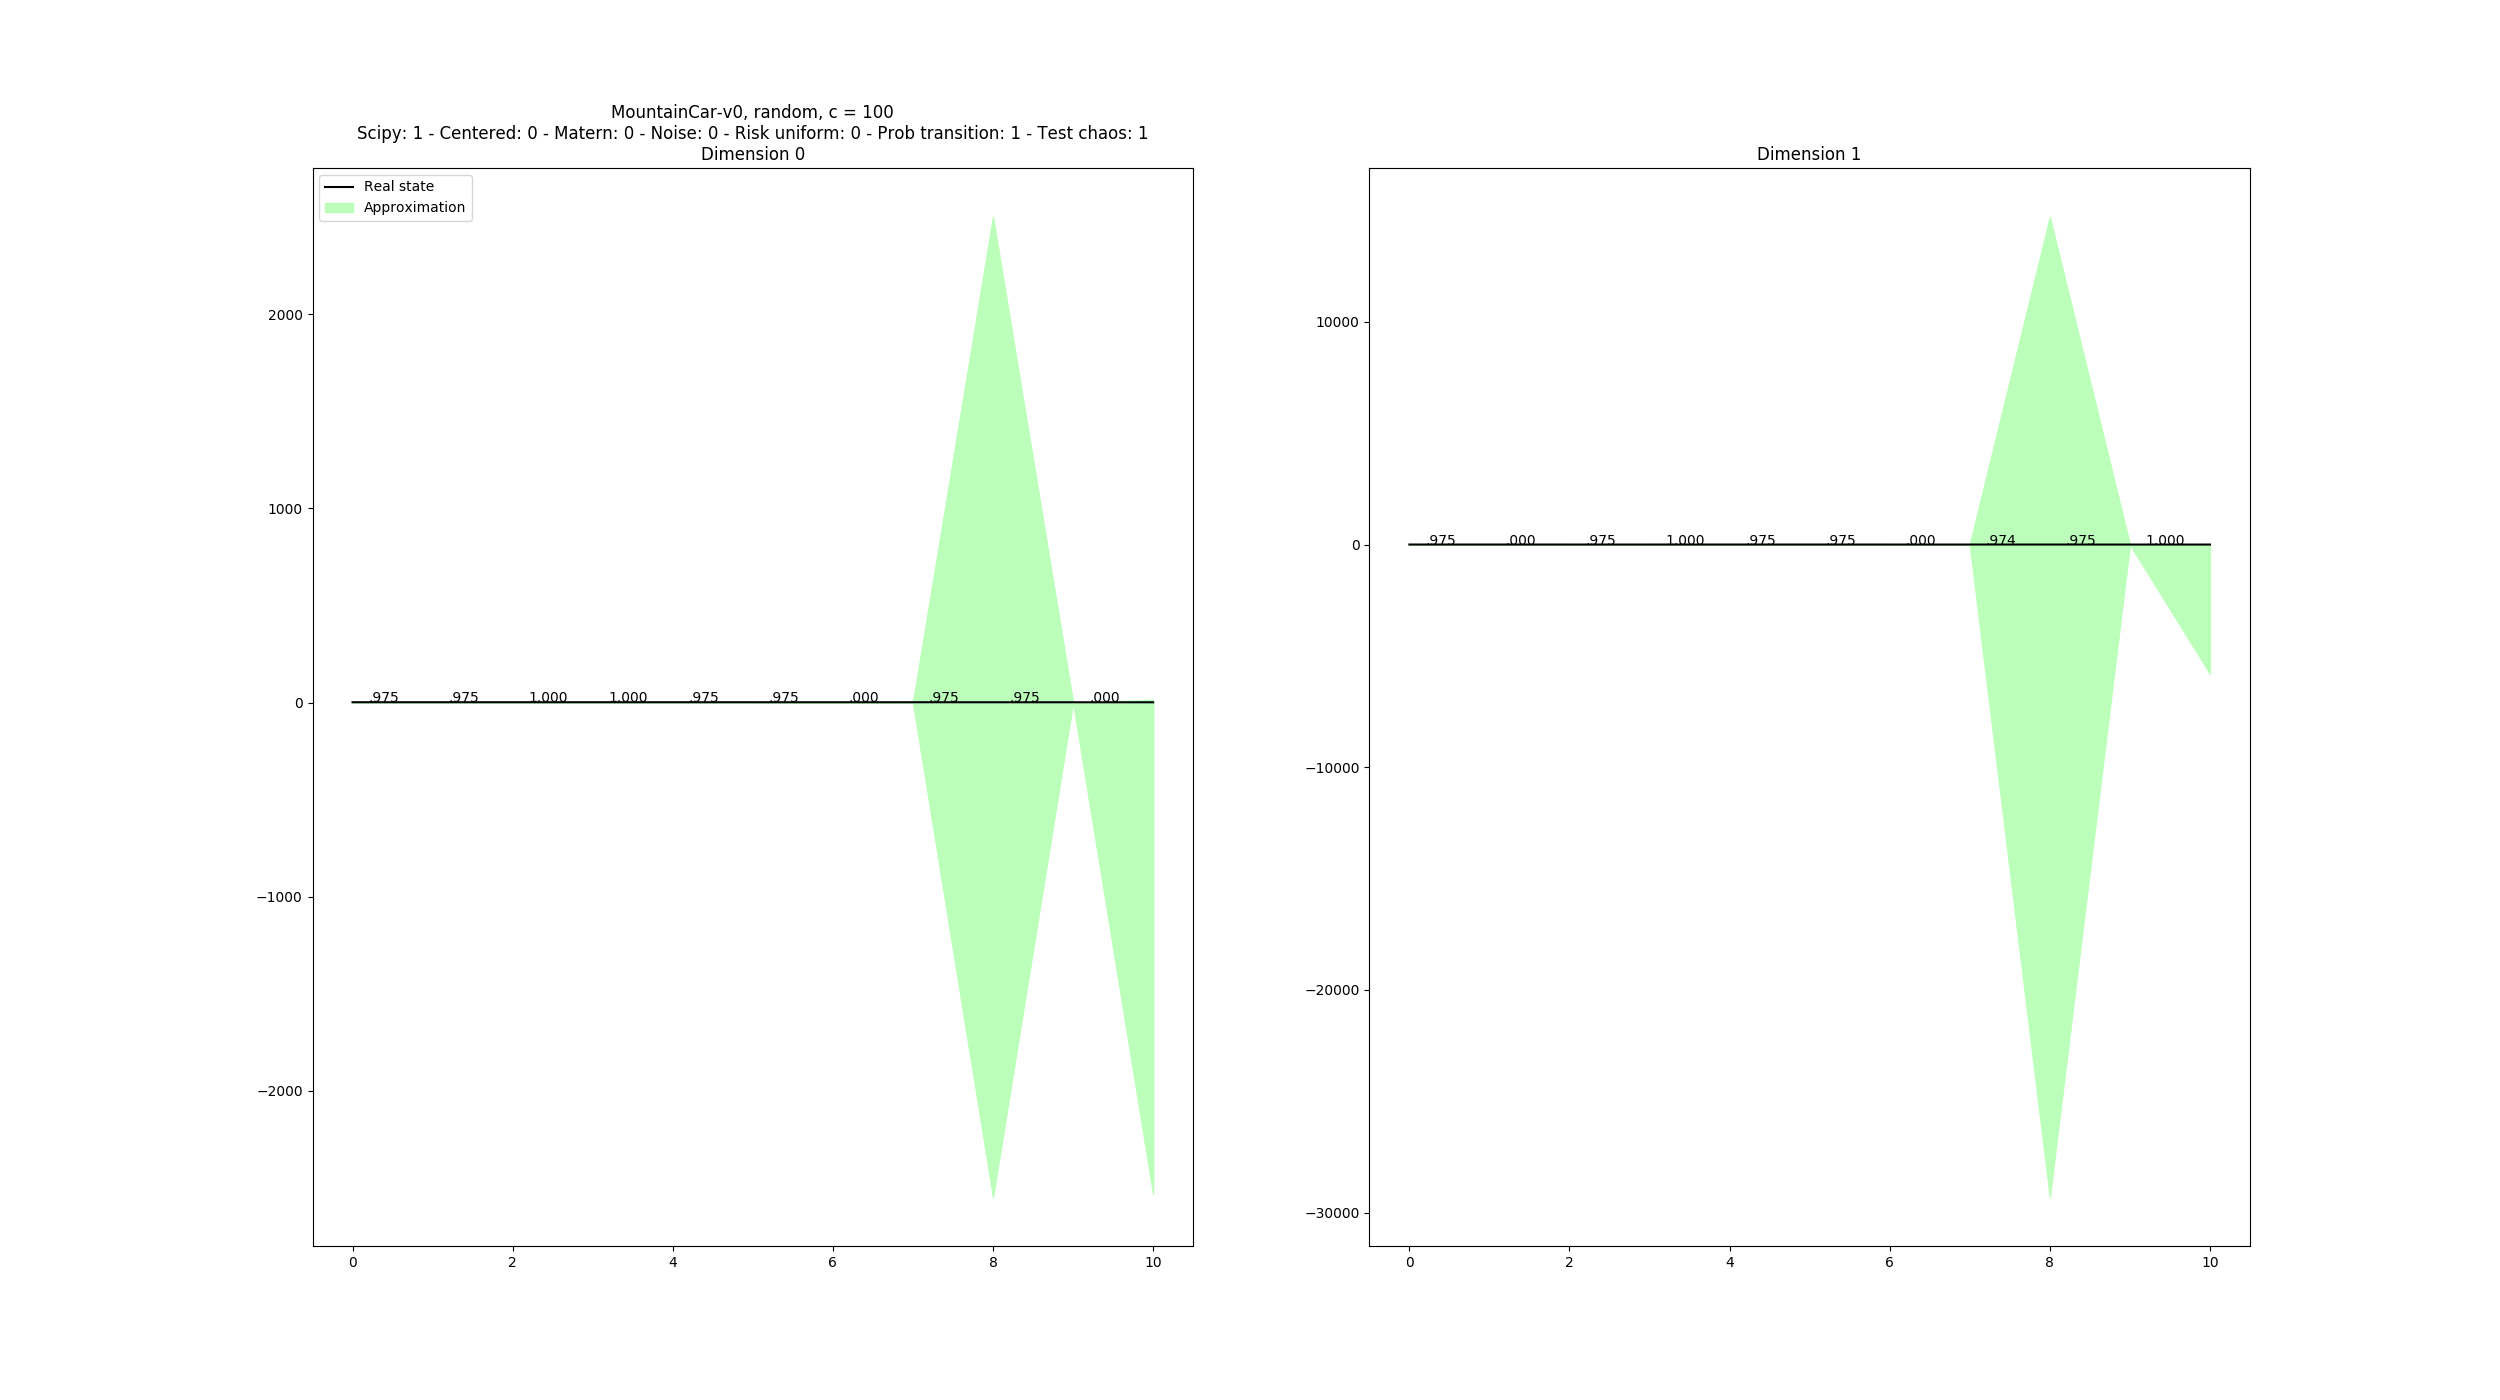 MountainCar-v0, random, c = 100
Scipy: 1 - Centered: 0 - Matern: 0 - Noise: 0 - Risk uniform: 0 - Prob transition: 1 - Test chaos: 1
Dimension 0
Real state
Approximation
2000
1000
0
−1000
−2000
.975 .975 1.000 1.000 .975 .975 .000 .975 .975 .000
0 2 4 6 8 10
Dimension 1
10000
0
−10000
−20000
−30000
.975 .000 .975 1.000 .975 .975 .000 .974 .975 1.000
0 2 4 6 8 10